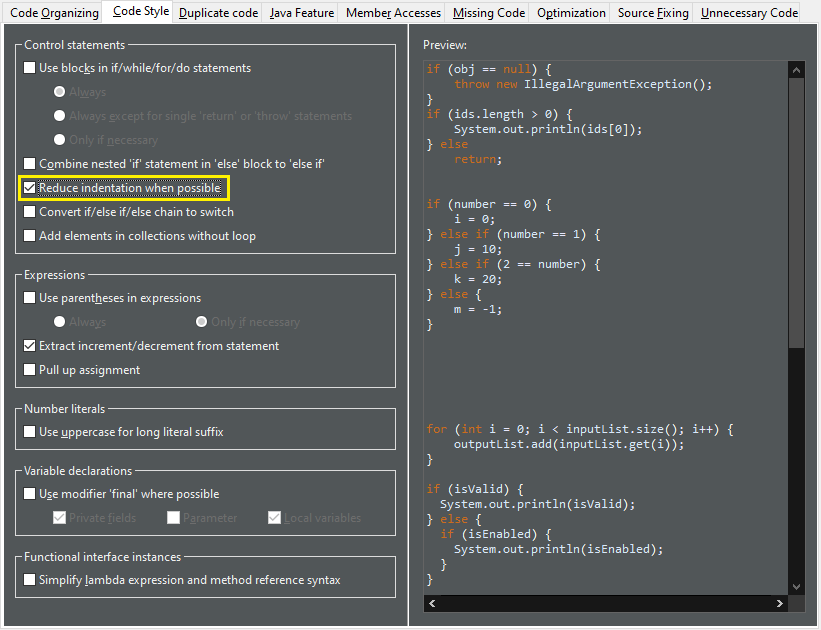 Code Organizing Code Style Duplicate code Java Feature Member Accesses Missing Code Optimization Source Fixing Unnecessary Code
Control statements
Use blocks in if/while/for/do statements
Always
Always except for single 'return' or 'throw' statements
Only if necessary
Combine nested 'if' statement in 'else' block to 'else if'
Reduce indentation when possible
Convert if/else if/else chain to switch
Add elements in collections without loop
Expressions
Use parentheses in expressions
Always Only if necessary
Extract increment/decrement from statement
Pull up assignment
Number literals
Use uppercase for long literal suffix
Variable declarations
Use modifier 'final' where possible
Private fields Parameter Local variables
Functional interface instances
Simplify lambda expression and method reference syntax
Preview:
if (obj == null) {
    throw new IllegalArgumentException();
}
if (ids.length > 0) {
    System.out.println(ids[0]);
} else
    return;
if (number == 0) {
    i = 0;
} else if (number == 1) {
    j = 10;
} else if (2 == number) {
    k = 20;
} else {
    m = -1;
}
for (int i = 0; i < inputList.size(); i++) {
    outputList.add(inputList.get(i));
}
if (isValid) {
  System.out.println(isValid);
} else {
  if (isEnabled) {
    System.out.println(isEnabled);
  }
}